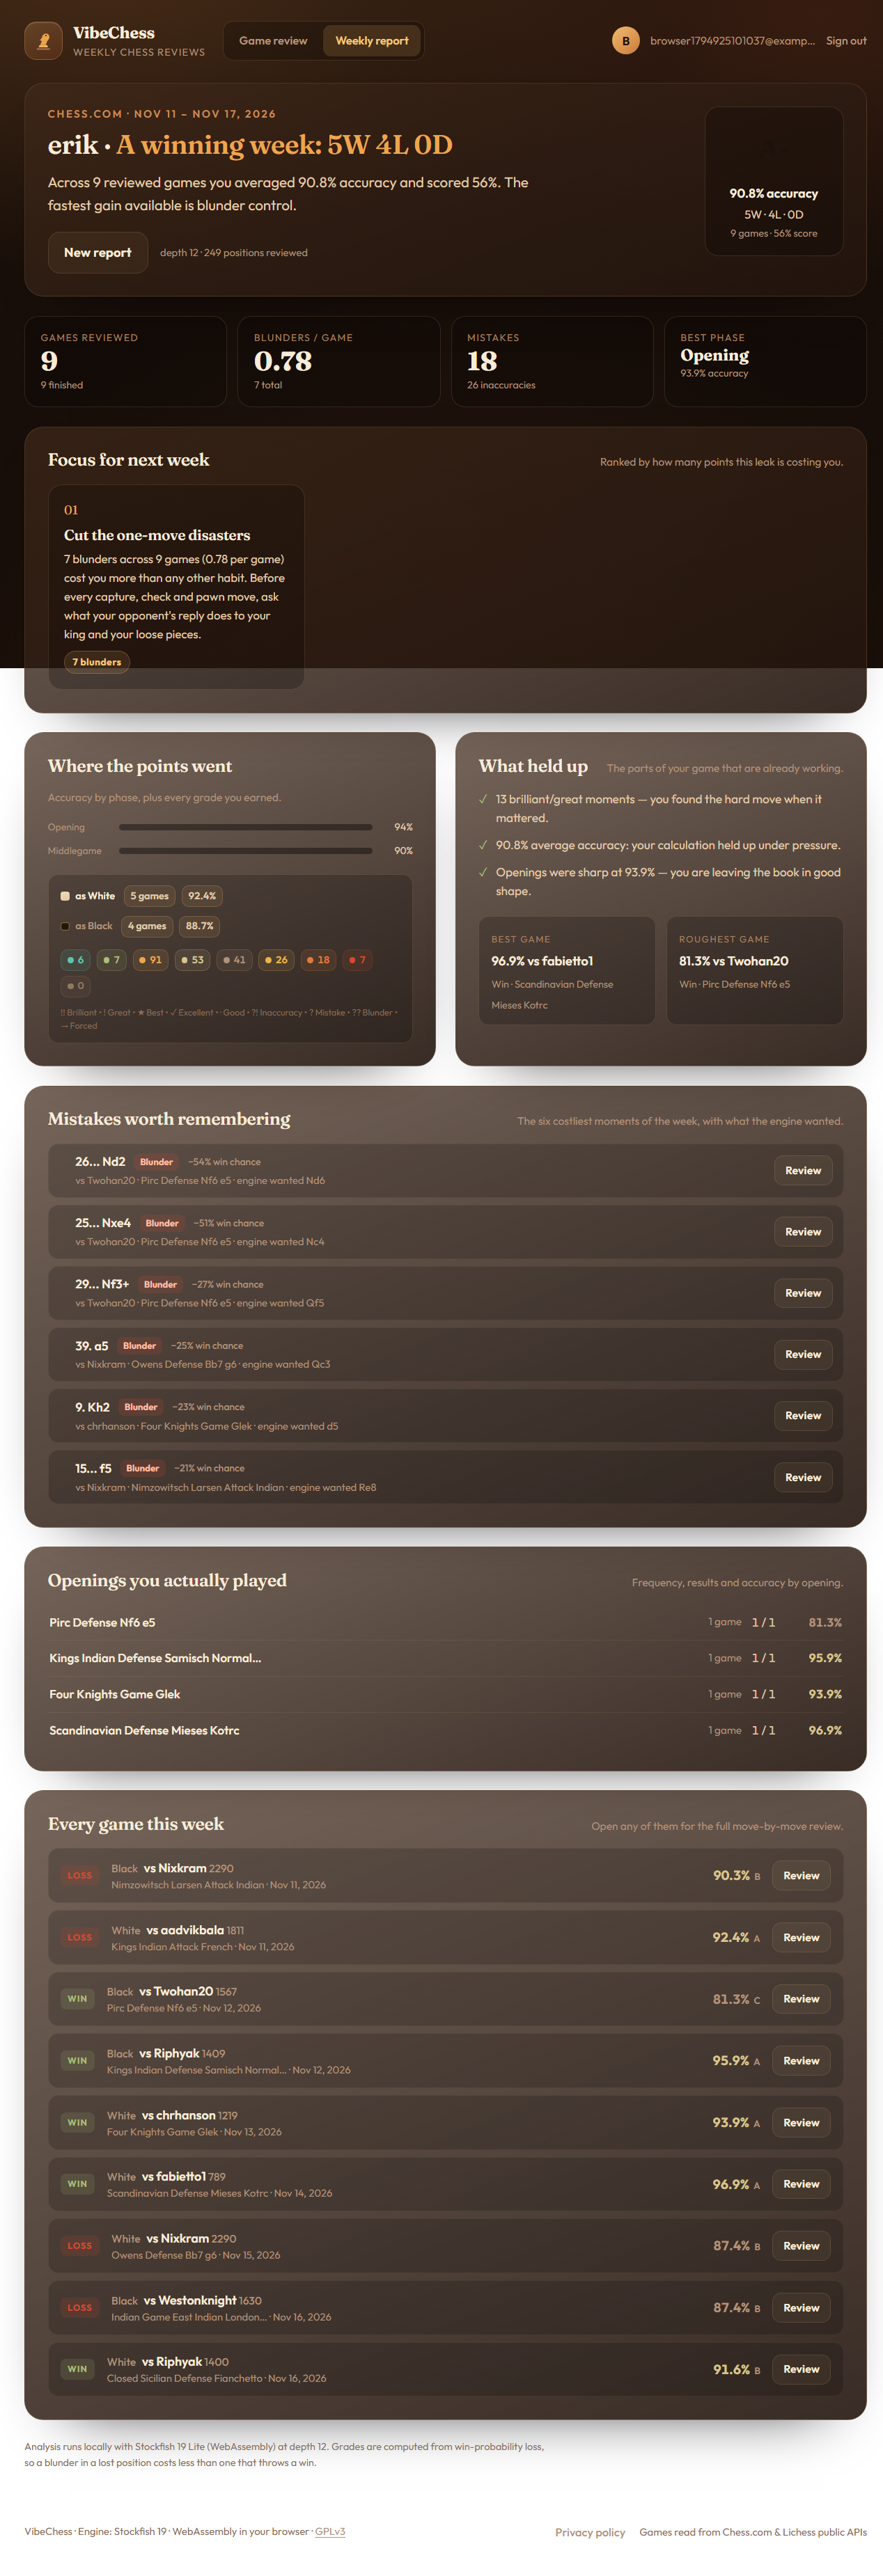 VibeChess
WEEKLY CHESS REVIEWS
Game review
Weekly report
B
browser1794925101037@examp...
Sign out
CHESS.COM · NOV 11 – NOV 17, 2026
erik · A winning week: 5W 4L 0D
Across 9 reviewed games you averaged 90.8% accuracy and scored 56%. The
fastest gain available is blunder control.
New report
depth 12 · 249 positions reviewed
90.8% accuracy
5W · 4L · 0D
9 games · 56% score
GAMES REVIEWED
9
9 finished
BLUNDERS / GAME
0.78
7 total
MISTAKES
18
26 inaccuracies
BEST PHASE
Opening
93.9% accuracy
Focus for next week
Ranked by how many points this leak is costing you.
01
Cut the one-move disasters
7 blunders across 9 games (0.78 per game)
cost you more than any other habit. Before
every capture, check and pawn move, ask
what your opponent's reply does to your
king and your loose pieces.
7 blunders
Where the points went
Accuracy by phase, plus every grade you earned.
Opening 94%
Middlegame 90%
as White 5 games 92.4%
as Black 4 games 88.7%
6 7 91 53 41 26 18 7
0
!! Brilliant • ! Great • ★ Best • ✓ Excellent • · Good • ?! Inaccuracy • ? Mistake • ?? Blunder •
→ Forced
What held up
The parts of your game that are already working.
✓ 13 brilliant/great moments — you found the hard move when it
mattered.
✓ 90.8% average accuracy: your calculation held up under pressure.
✓ Openings were sharp at 93.9% — you are leaving the book in good
shape.
BEST GAME
96.9% vs fabietto1
Win · Scandinavian Defense
Mieses Kotrc
ROUGHEST GAME
81.3% vs Twohan20
Win · Pirc Defense Nf6 e5
Mistakes worth remembering
The six costliest moments of the week, with what the engine wanted.
26... Nd2 Blunder −54% win chance
vs Twohan20 · Pirc Defense Nf6 e5 · engine wanted Nd6
Review
25... Nxe4 Blunder −51% win chance
vs Twohan20 · Pirc Defense Nf6 e5 · engine wanted Nc4
Review
29... Nf3+ Blunder −27% win chance
vs Twohan20 · Pirc Defense Nf6 e5 · engine wanted Qf5
Review
39. a5 Blunder −25% win chance
vs Nixkram · Owens Defense Bb7 g6 · engine wanted Qc3
Review
9. Kh2 Blunder −23% win chance
vs chrhanson · Four Knights Game Glek · engine wanted d5
Review
15... f5 Blunder −21% win chance
vs Nixkram · Nimzowitsch Larsen Attack Indian · engine wanted Re8
Review
Openings you actually played
Frequency, results and accuracy by opening.
Pirc Defense Nf6 e5 1 game 1 / 1 81.3%
Kings Indian Defense Samisch Normal... 1 game 1 / 1 95.9%
Four Knights Game Glek 1 game 1 / 1 93.9%
Scandinavian Defense Mieses Kotrc 1 game 1 / 1 96.9%
Every game this week
Open any of them for the full move-by-move review.
LOSS Black vs Nixkram 2290
Nimzowitsch Larsen Attack Indian · Nov 11, 2026
90.3% B Review
LOSS White vs aadvikbala 1811
Kings Indian Attack French · Nov 11, 2026
92.4% A Review
WIN Black vs Twohan20 1567
Pirc Defense Nf6 e5 · Nov 12, 2026
81.3% C Review
WIN Black vs Riphyak 1409
Kings Indian Defense Samisch Normal... · Nov 12, 2026
95.9% A Review
WIN White vs chrhanson 1219
Four Knights Game Glek · Nov 13, 2026
93.9% A Review
WIN White vs fabietto1 789
Scandinavian Defense Mieses Kotrc · Nov 14, 2026
96.9% A Review
LOSS White vs Nixkram 2290
Owens Defense Bb7 g6 · Nov 15, 2026
87.4% B Review
LOSS Black vs Westonknight 1630
Indian Game East Indian London... · Nov 16, 2026
87.4% B Review
WIN White vs Riphyak 1400
Closed Sicilian Defense Fianchetto · Nov 16, 2026
91.6% B Review
Analysis runs locally with Stockfish 19 Lite (WebAssembly) at depth 12. Grades are computed from win-probability loss,
so a blunder in a lost position costs less than one that throws a win.
VibeChess · Engine: Stockfish 19 · WebAssembly in your browser · GPLv3
Privacy policy
Games read from Chess.com & Lichess public APIs